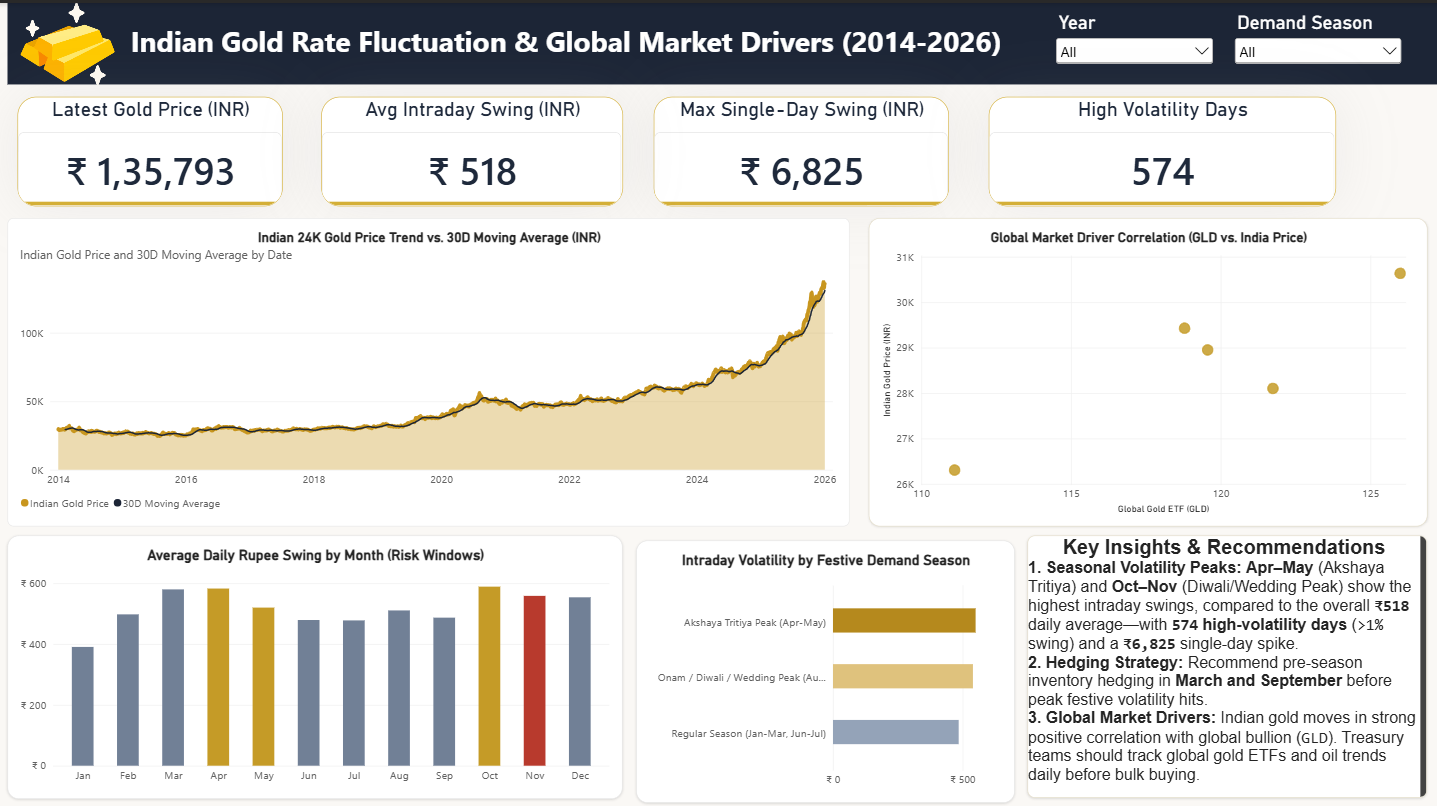 Indian Gold Rate Fluctuation & Global Market Drivers (2014-2026)
Year
All
Demand Season
All
Latest Gold Price (INR)
₹ 1,35,793
Avg Intraday Swing (INR)
₹ 518
Max Single-Day Swing (INR)
₹ 6,825
High Volatility Days
574
Indian 24K Gold Price Trend vs. 30D Moving Average (INR)
Indian Gold Price and 30D Moving Average by Date
100K
50K
0K
2014 2016 2018 2020 2022 2024 2026
Indian Gold Price 30D Moving Average
Global Market Driver Correlation (GLD vs. India Price)
Indian Gold Price (INR)
31K
30K
29K
28K
27K
26K
110 115 120 125
Global Gold ETF (GLD)
Average Daily Rupee Swing by Month (Risk Windows)
₹ 600
₹ 400
₹ 200
₹ 0
Jan Feb Mar Apr May Jun Jul Aug Sep Oct Nov Dec
Intraday Volatility by Festive Demand Season
Akshaya Tritiya Peak (Apr-May)
Onam / Diwali / Wedding Peak (Au...
Regular Season (Jan-Mar, Jun-Jul)
₹ 0 ₹ 500
Key Insights & Recommendations
1. Seasonal Volatility Peaks: Apr–May (Akshaya
Tritiya) and Oct–Nov (Diwali/Wedding Peak) show the
highest intraday swings, compared to the overall ₹518
daily average—with 574 high-volatility days (>1%
swing) and a ₹6,825 single-day spike.
2. Hedging Strategy: Recommend pre-season
inventory hedging in March and September before
peak festive volatility hits.
3. Global Market Drivers: Indian gold moves in strong
positive correlation with global bullion (GLD). Treasury
teams should track global gold ETFs and oil trends
daily before bulk buying.